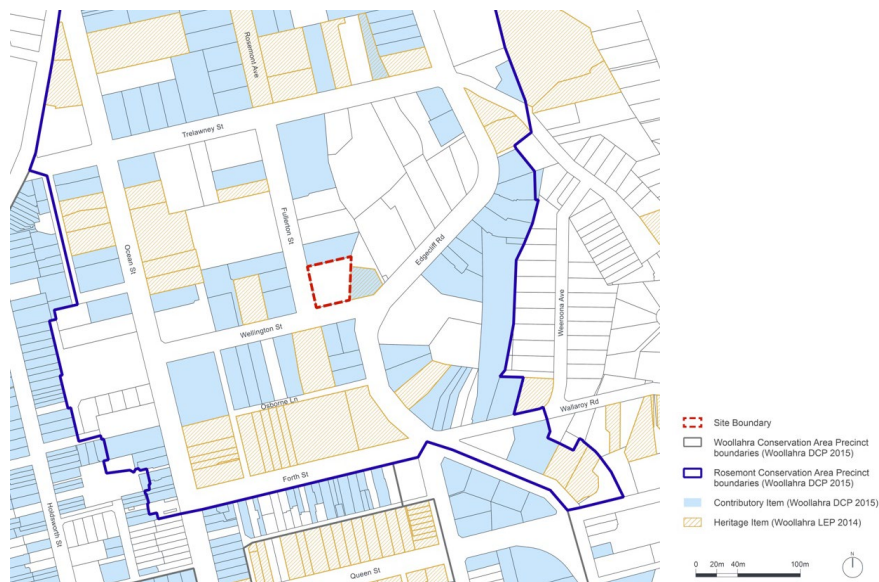 Rosemont Ave
Trelawney St
Fullerton St
Ocean St
Edgecliff Rd
Weeroona Ave
Wellington St
Osborne Ln
Wallaroy Rd
Forth St
Holdsworth St
Queen St
Site Boundary
Woollahra Conservation Area Precinct
boundaries (Woollahra DCP 2015)
Rosemont Conservation Area Precinct
boundaries (Woollahra DCP 2015)
Contributory Item (Woollahra DCP 2015)
Heritage Item (Woollahra LEP 2014)
0 20m 40m 100m
N